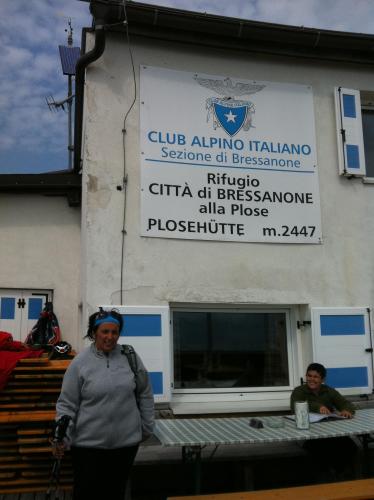 CLUB ALPINO ITALIANO
Sezione di Bressanone
Rifugio
CITTÀ di BRESSANONE
alla Plose
PLOSEHÜTTE m.2447